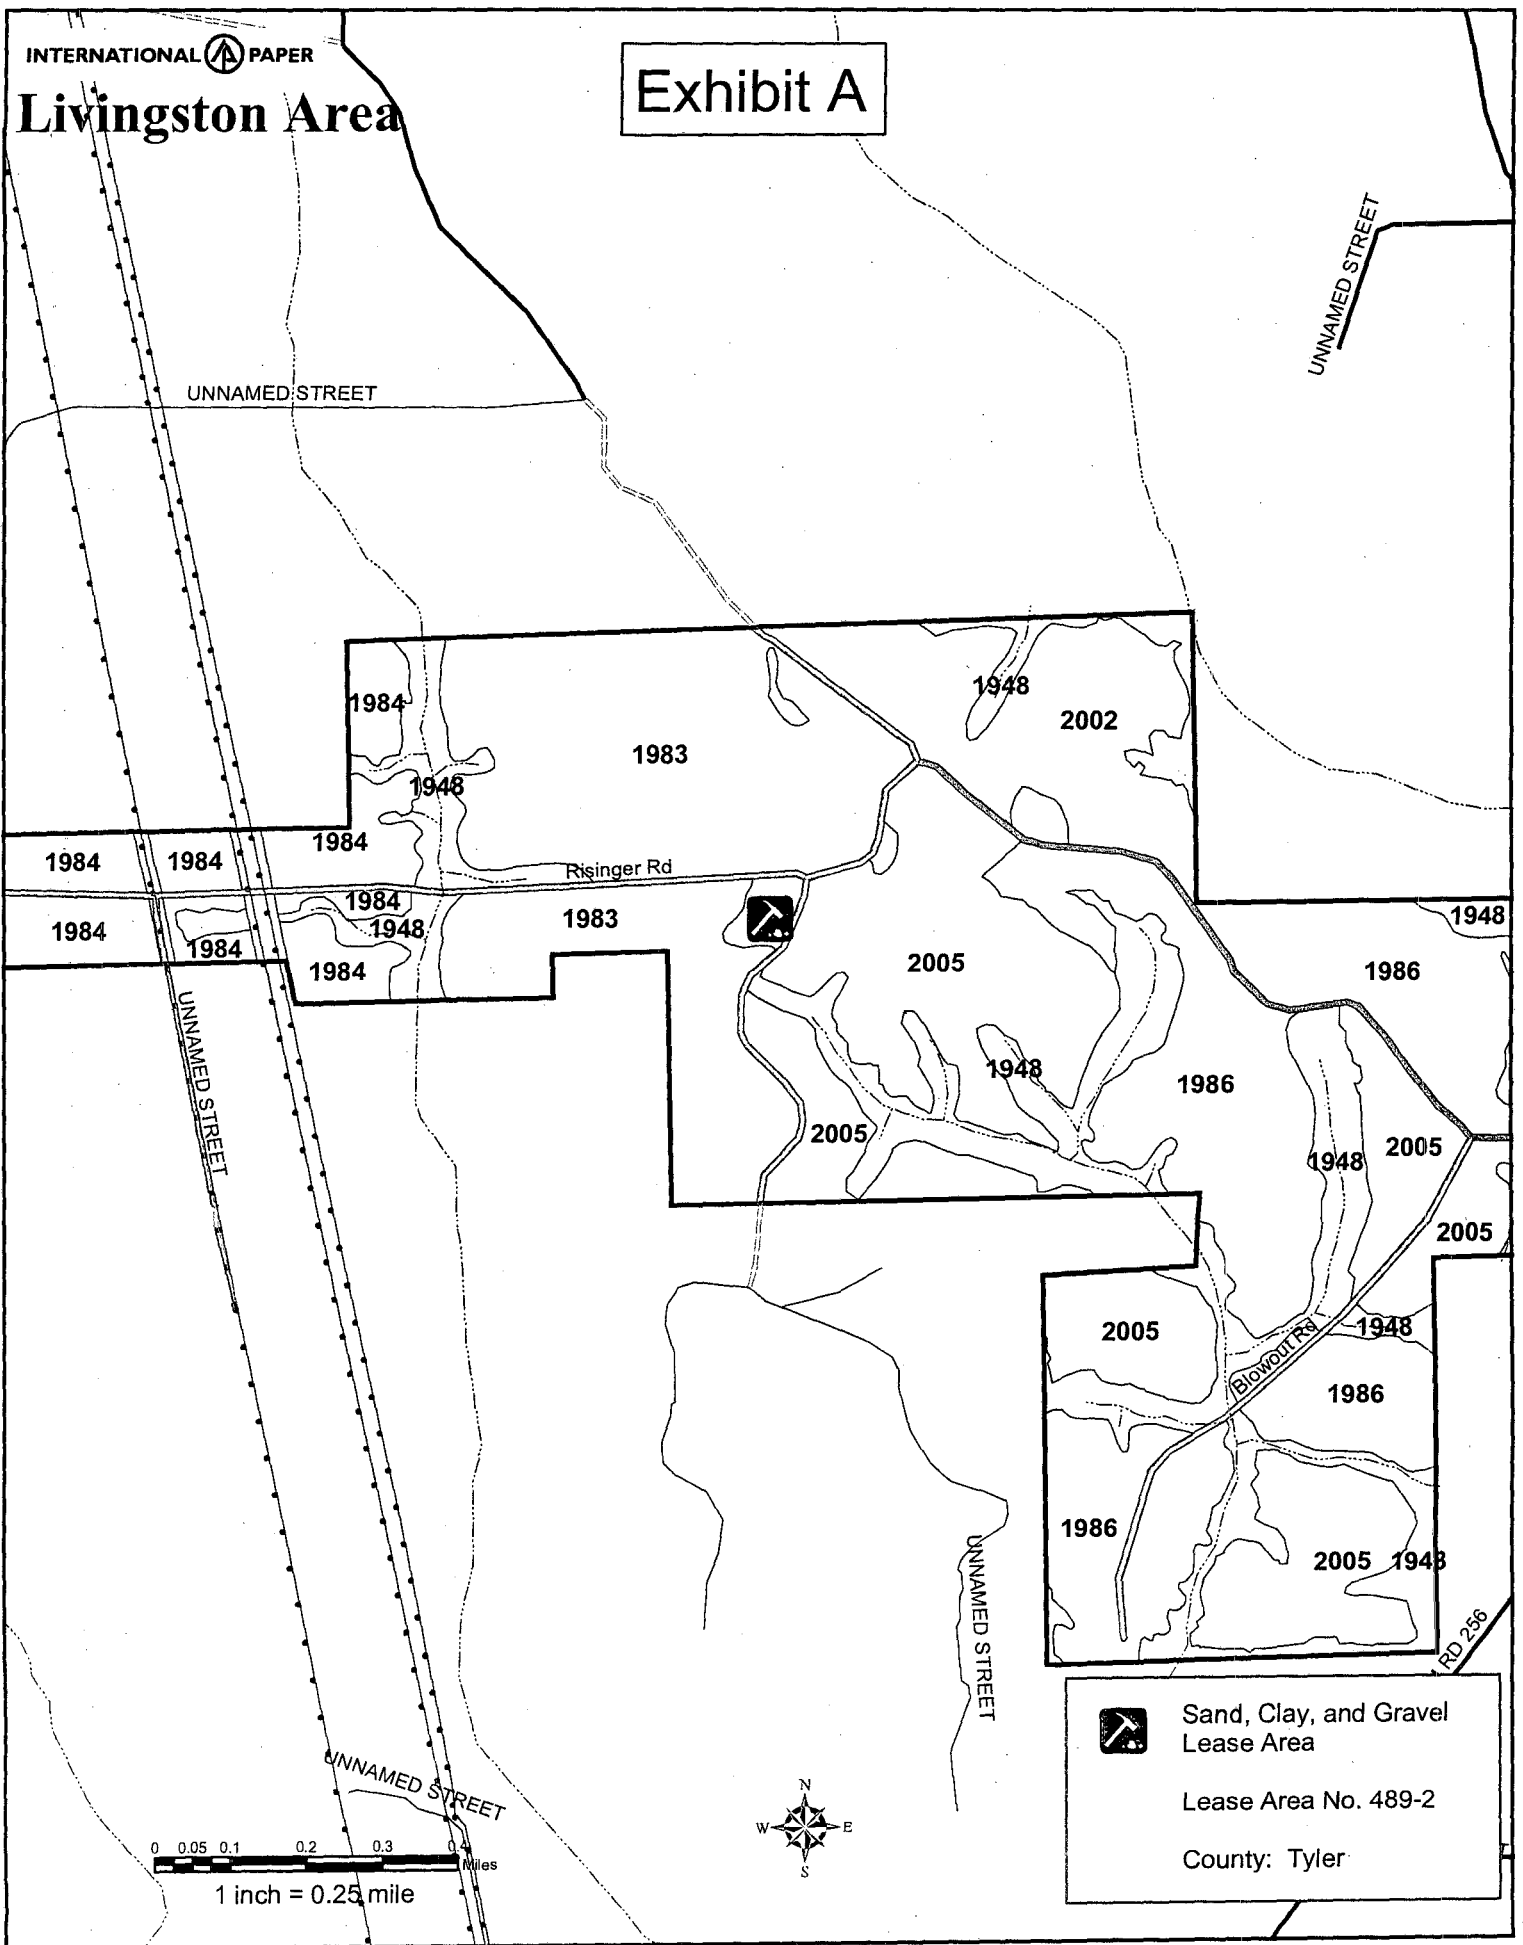 INTERNATIONAL PAPER
Livingston Area
Exhibit A
UNNAMED STREET
UNNAMED STREET
1948
1984
2002
1983
1948
1984
1984
1984
Risinger Rd
1984
1983
1948
1948
1984
1984
1984
2005
1986
UNNAMED STREET
1948
1986
2005
2005
1948
2005
2005
1948
Blowout Rd
1986
1986
2005
1948
UNNAMED STREET
RD 256
UNNAMED STREET
Sand, Clay, and Gravel
Lease Area
Lease Area No. 489-2
County: Tyler
N
W
E
S
0 0.05 0.1 0.2 0.3 0.4
Miles
1 inch = 0.25 mile